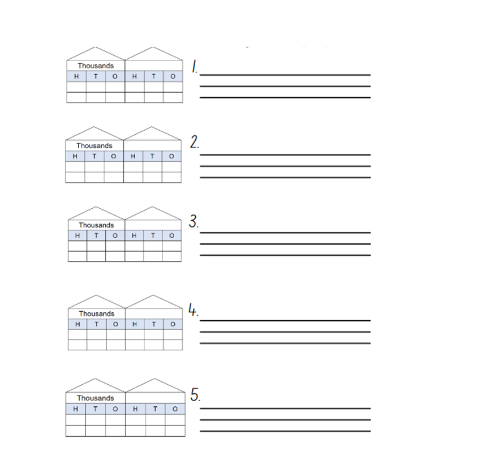 1.
Thousands
H T O H T O
2.
Thousands
H T O H T O
3.
Thousands
H T O H T O
4.
Thousands
H T O H T O
5.
Thousands
H T O H T O